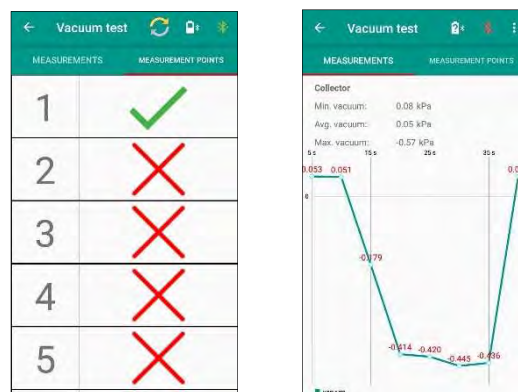 Vacuum test
MEASUREMENTS MEASUREMENT POINTS
1
2
3
4
5
Vacuum test
MEASUREMENTS MEASUREMENT POINTS
Collector
Min. vacuum: 0.08 kPa
Avg. vacuum: 0.05 kPa
Max. vacuum: -0.57 kPa
5 s 15 s 25 s 35 s
0.053 0.051 0.0
0
-0.179
-0.414 -0.420 -0.445 -0.436